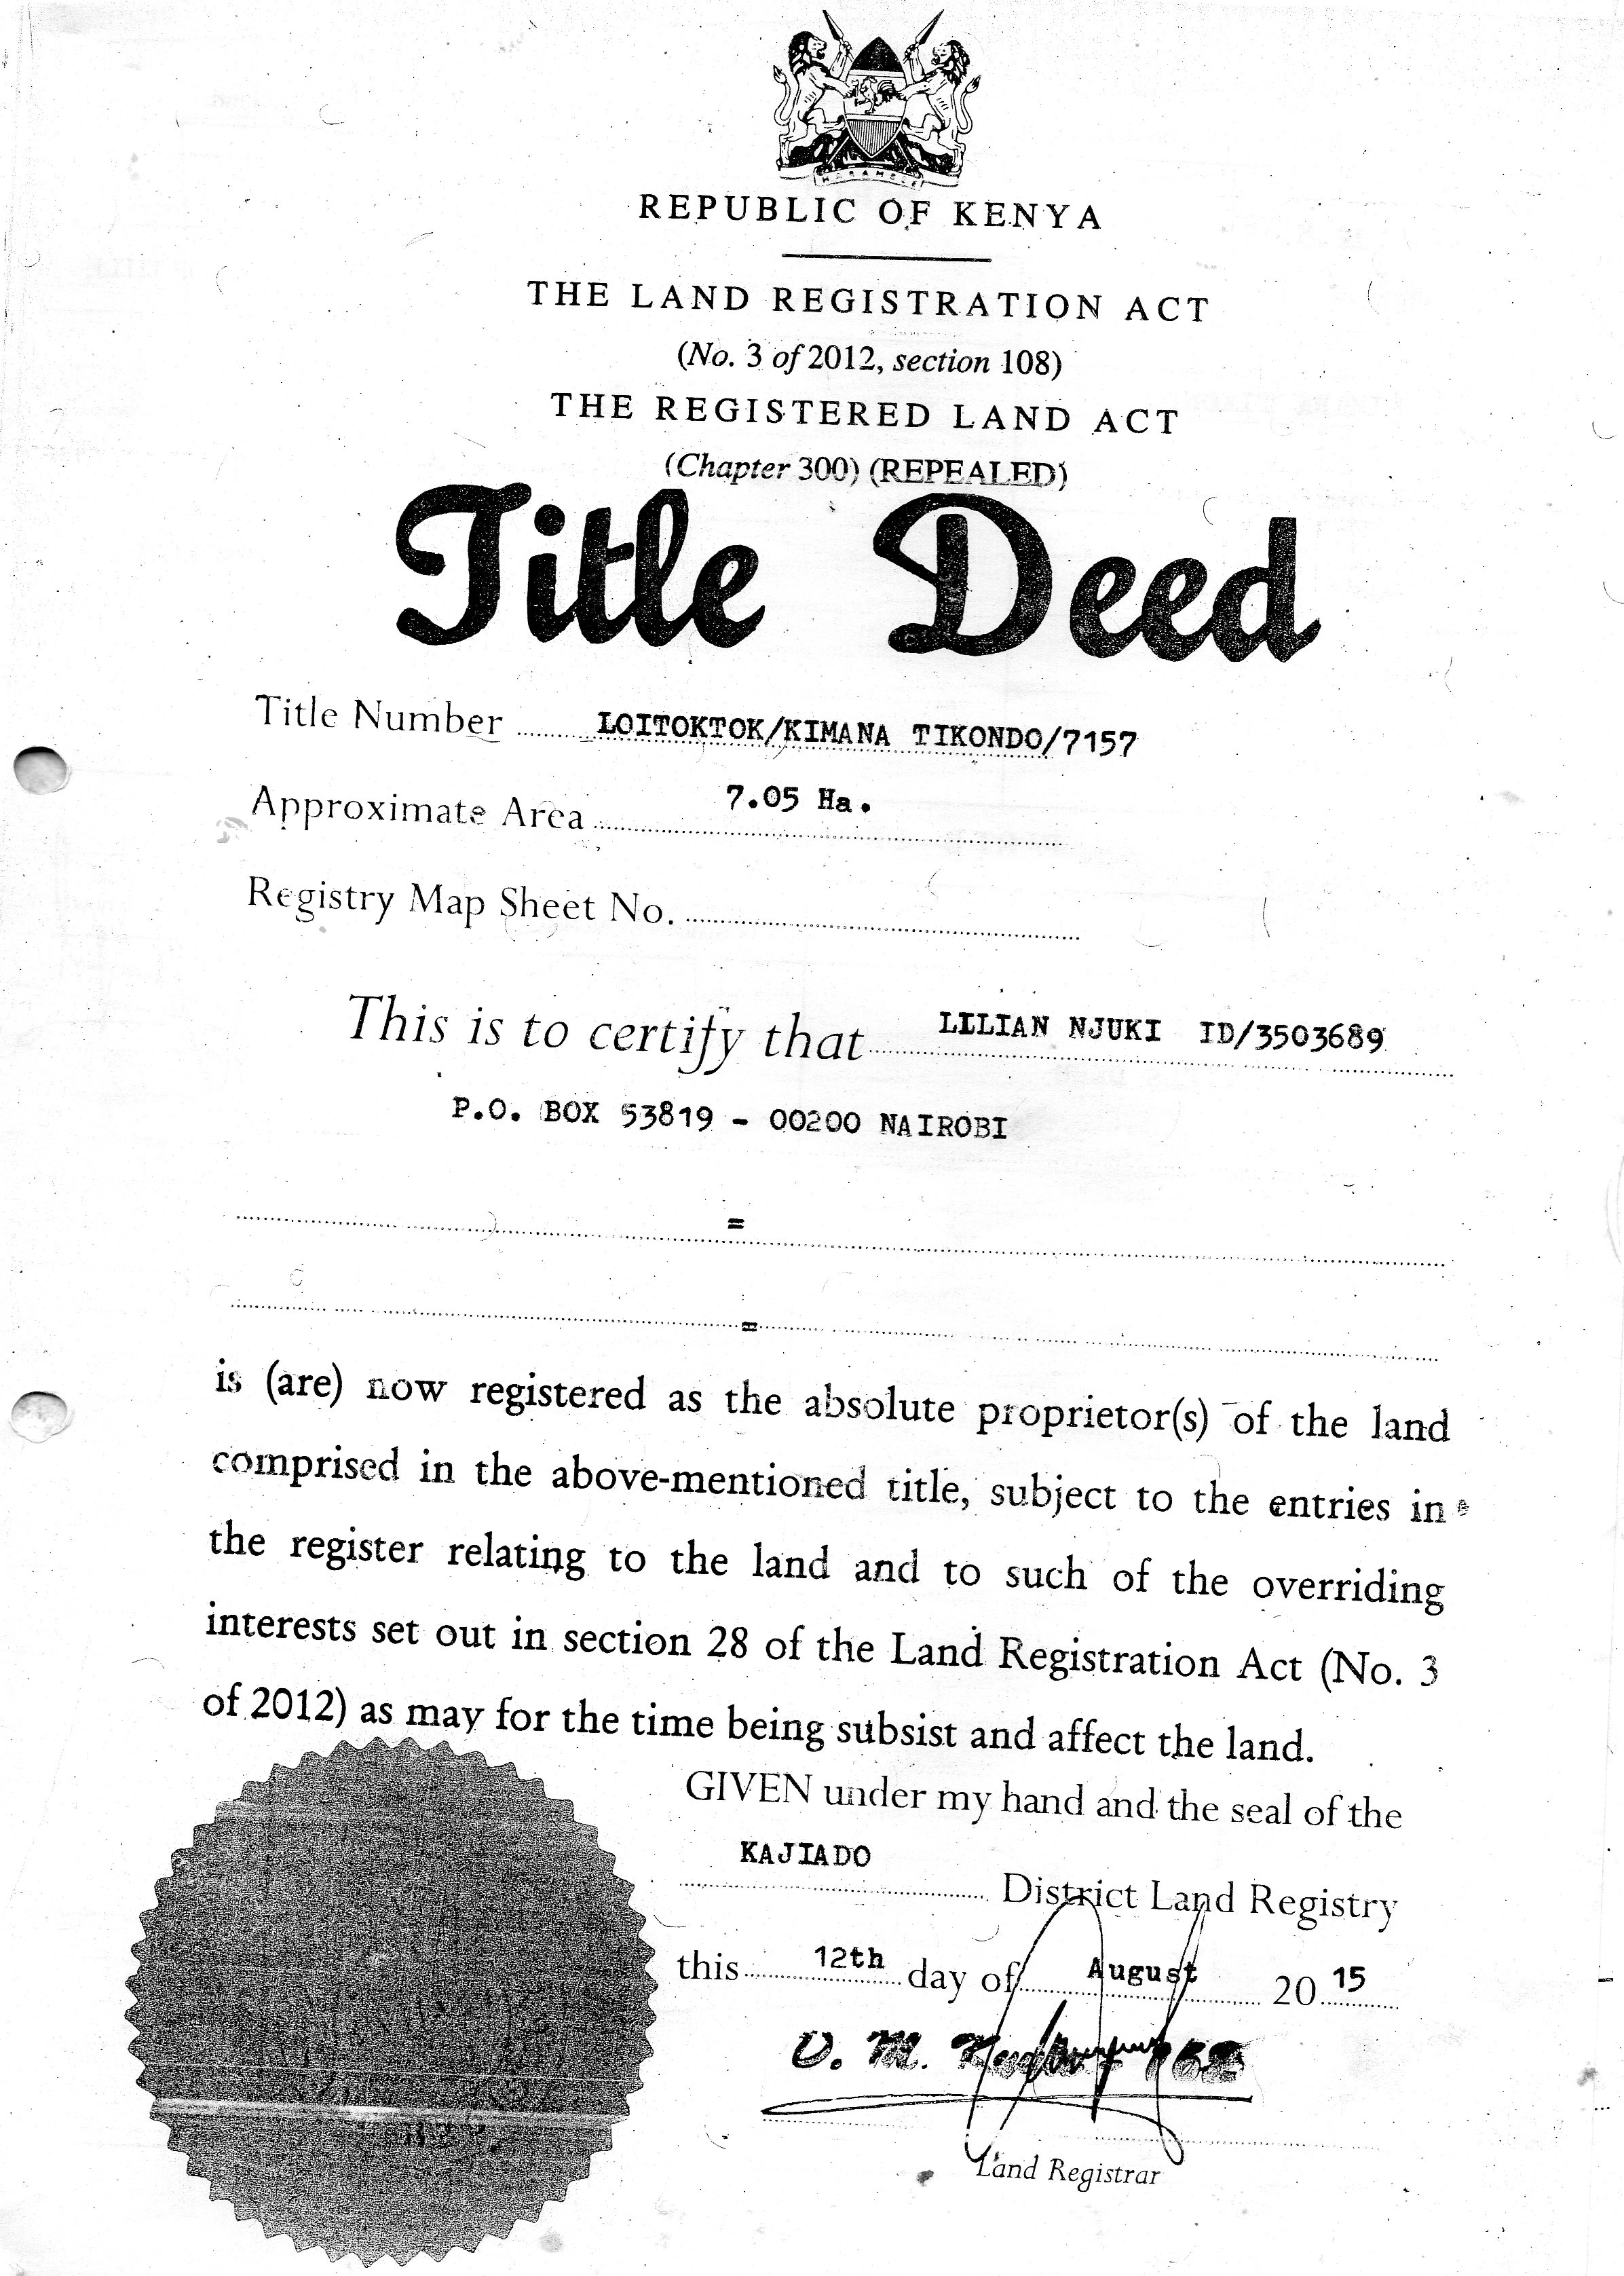 HARAMBEE
REPUBLIC OF KENYA
THE LAND REGISTRATION ACT
(No. 3 of 2012, section 108)
THE REGISTERED LAND ACT
(Chapter 300) (REPEALED)
Title Deed
Title Number LOITOKTOK/KIMANA TIKONDO/7157
Approximate Area 7.05 Ha.
Registry Map Sheet No.
This is to certify that LILIAN NJUKI ID/3503689
P.O. BOX 53819 - 00200 NAIROBI
=
=
is (are) now registered as the absolute proprietor(s) of the land
comprised in the above-mentioned title, subject to the entries in
the register relating to the land and to such of the overriding
interests set out in section 28 of the Land Registration Act (No. 3
of 2012) as may for the time being subsist and affect the land.
GIVEN under my hand and the seal of the
KAJIADO
District Land Registry
this 12th day of August 2015
Land Registrar